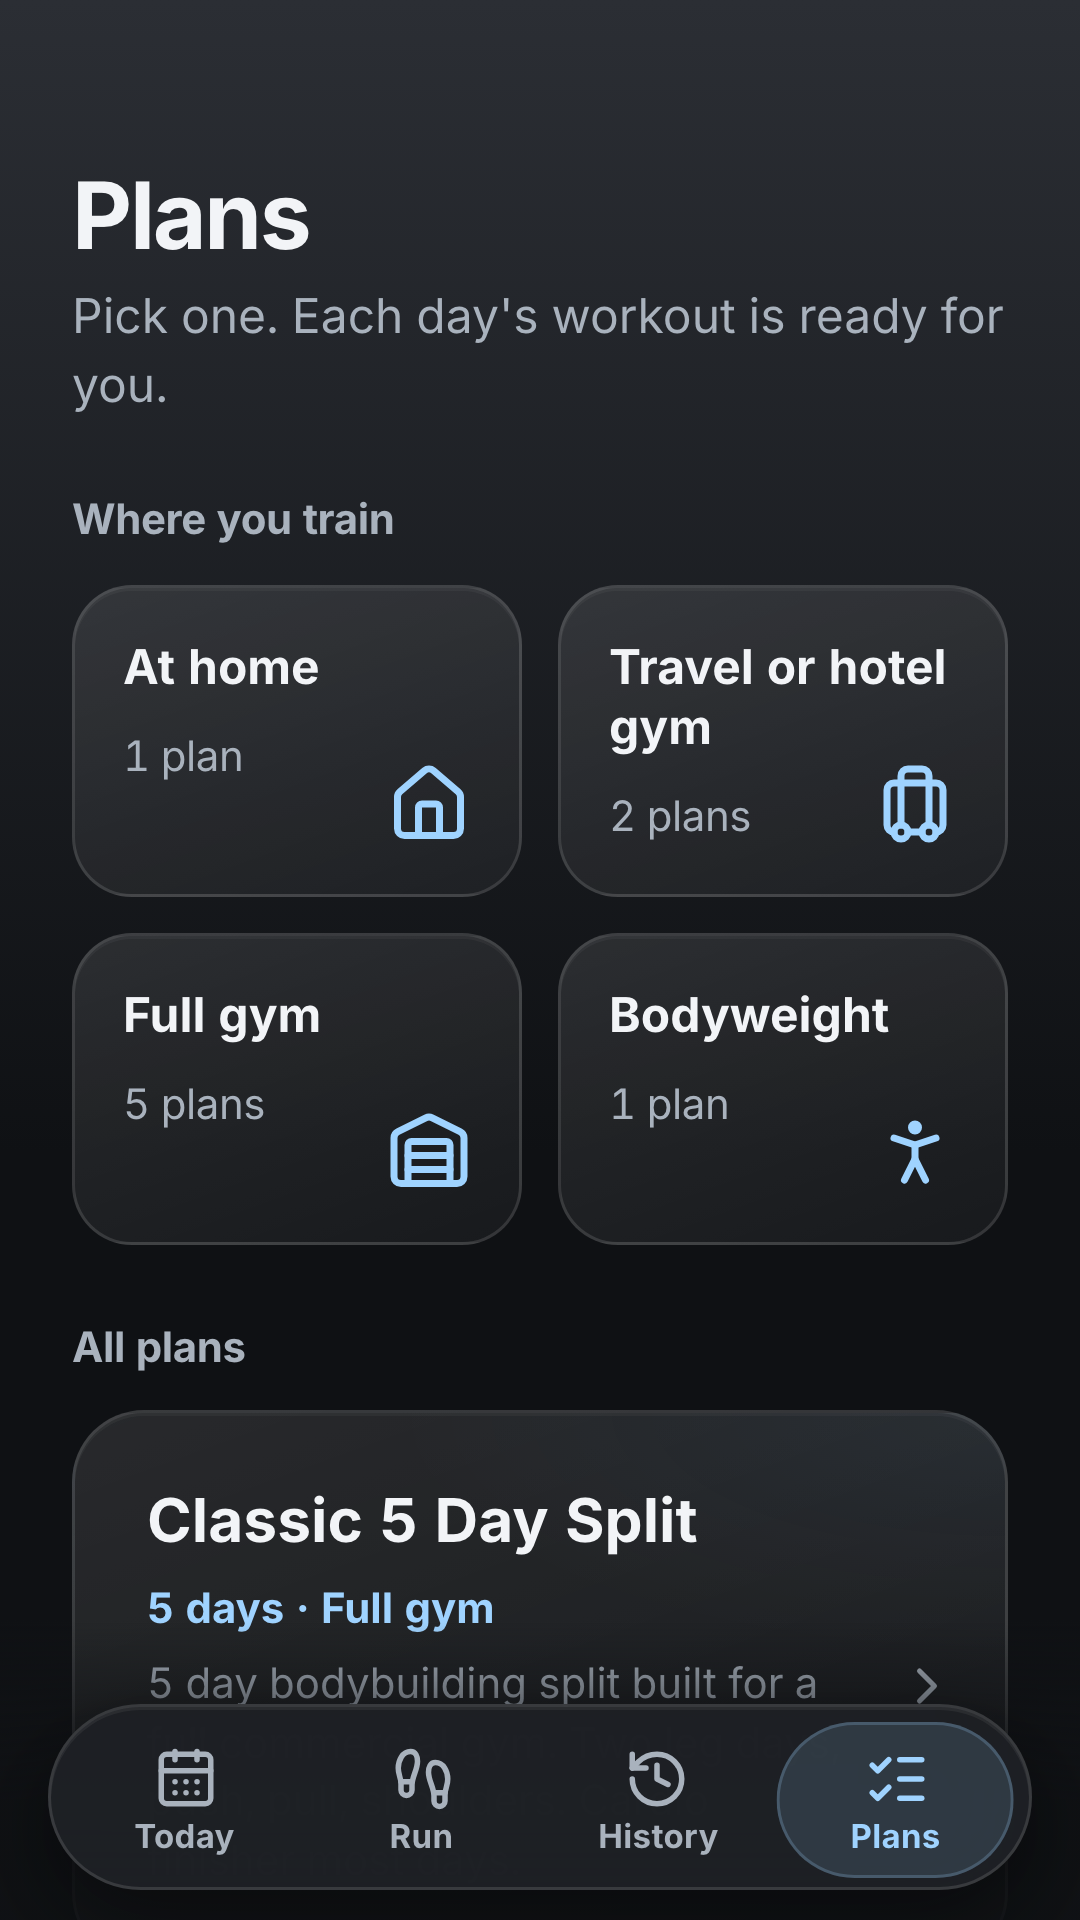 Plans
Pick one. Each day's workout is ready for
you.
Where you train
At home
1 plan
Travel or hotel
gym
2 plans
Full gym
5 plans
Bodyweight
1 plan
All plans
Classic 5 Day Split
5 days · Full gym
5 day bodybuilding split built for a
Today
Run
History
Plans